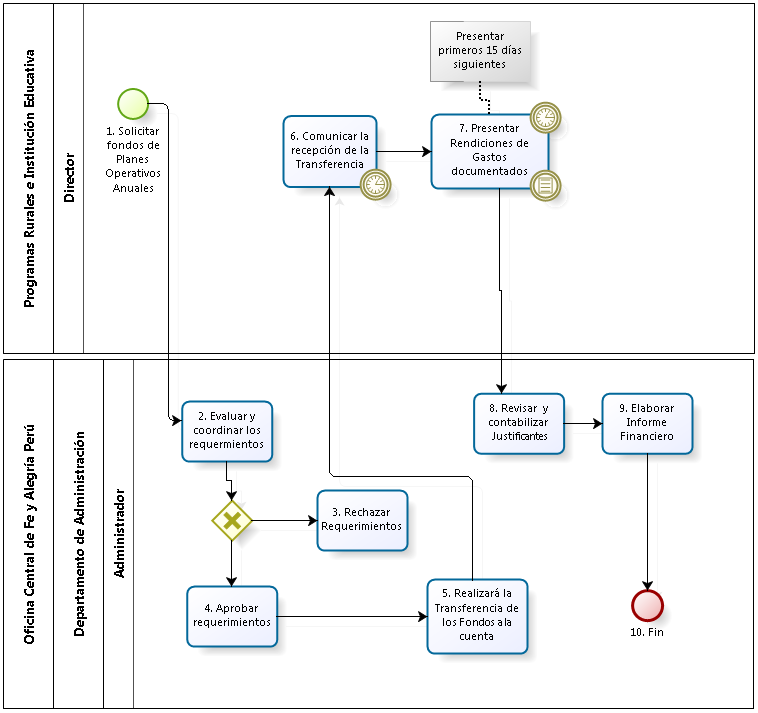 Programas Rurales e Institución Educativa
Director
1. Solicitar
fondos de
Planes
Operativos
Anuales
6. Comunicar la
recepción de la
Transferencia
Presentar
primeros 15 días
siguientes
7. Presentar
Rendiciones de
Gastos
documentados
Oficina Central de Fe y Alegría Perú
Departamento de Administración
Administrador
2. Evaluar y
coordinar los
requermientos
3. Rechazar
Requerimientos
4. Aprobar
requerimientos
5. Realizará la
Transferencia de
los Fondos ala
cuenta
8. Revisar y
contabilizar
Justificantes
9. Elaborar
Informe
Financiero
10. Fin